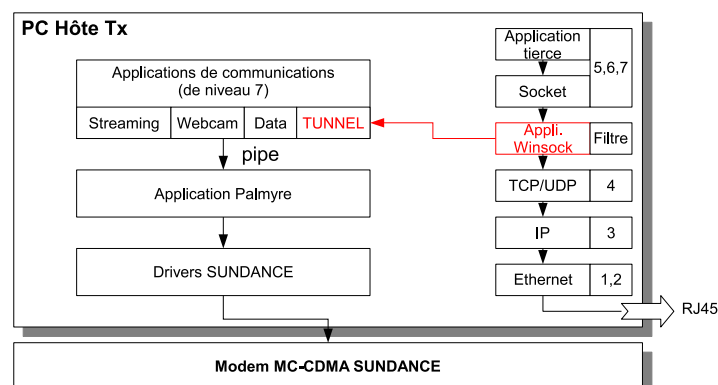 PC Hôte Tx
Applications de communications
(de niveau 7)
Streaming
Webcam
Data
TUNNEL
pipe
Application Palmyre
Drivers SUNDANCE
Application
tierce
5,6,7
Socket
Appli.
Winsock
Filtre
TCP/UDP
4
IP
3
Ethernet
1,2
RJ45
Modem MC-CDMA SUNDANCE